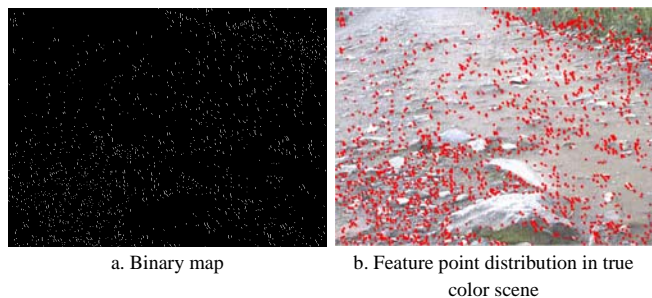 a. Binary map
b. Feature point distribution in true
color scene